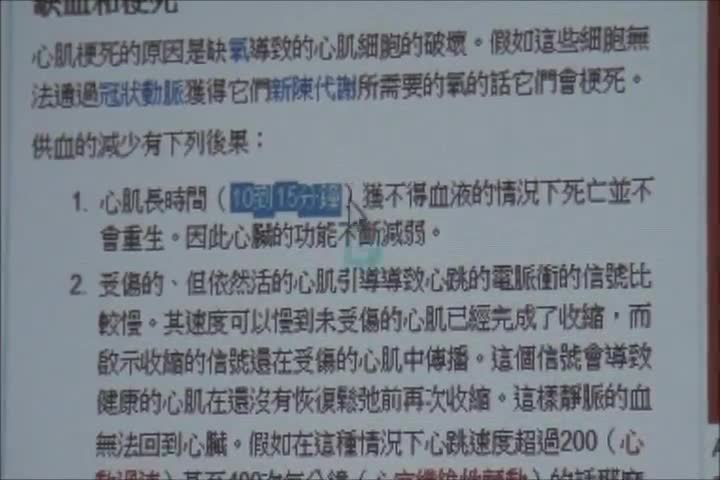 缺血和梗死
心肌梗死的原因是缺氧導致的心肌細胞的破壞。假如這些細胞無
法通過冠狀動脈獲得它們新陳代謝所需要的氧的話它們會梗死。
供血的減少有下列後果：
1. 心肌長時間（10到15分鐘）獲不得血液的情況下死亡並不
會重生。因此心臟的功能不斷減弱。
2. 受傷的、但依然活的心肌引導導致心跳的電脈衝的信號比
較慢。其速度可以慢到未受傷的心肌已經完成了收縮，而
啟示收縮的信號還在受傷的心肌中傳播。這個信號會導致
健康的心肌在還沒有恢復鬆弛前再次收縮。這樣靜脈的血
無法回到心臟。假如在這種情況下心跳速度超過200（心
動過速）甚至400次每分鐘（心室纖維性顫動）的話那麼